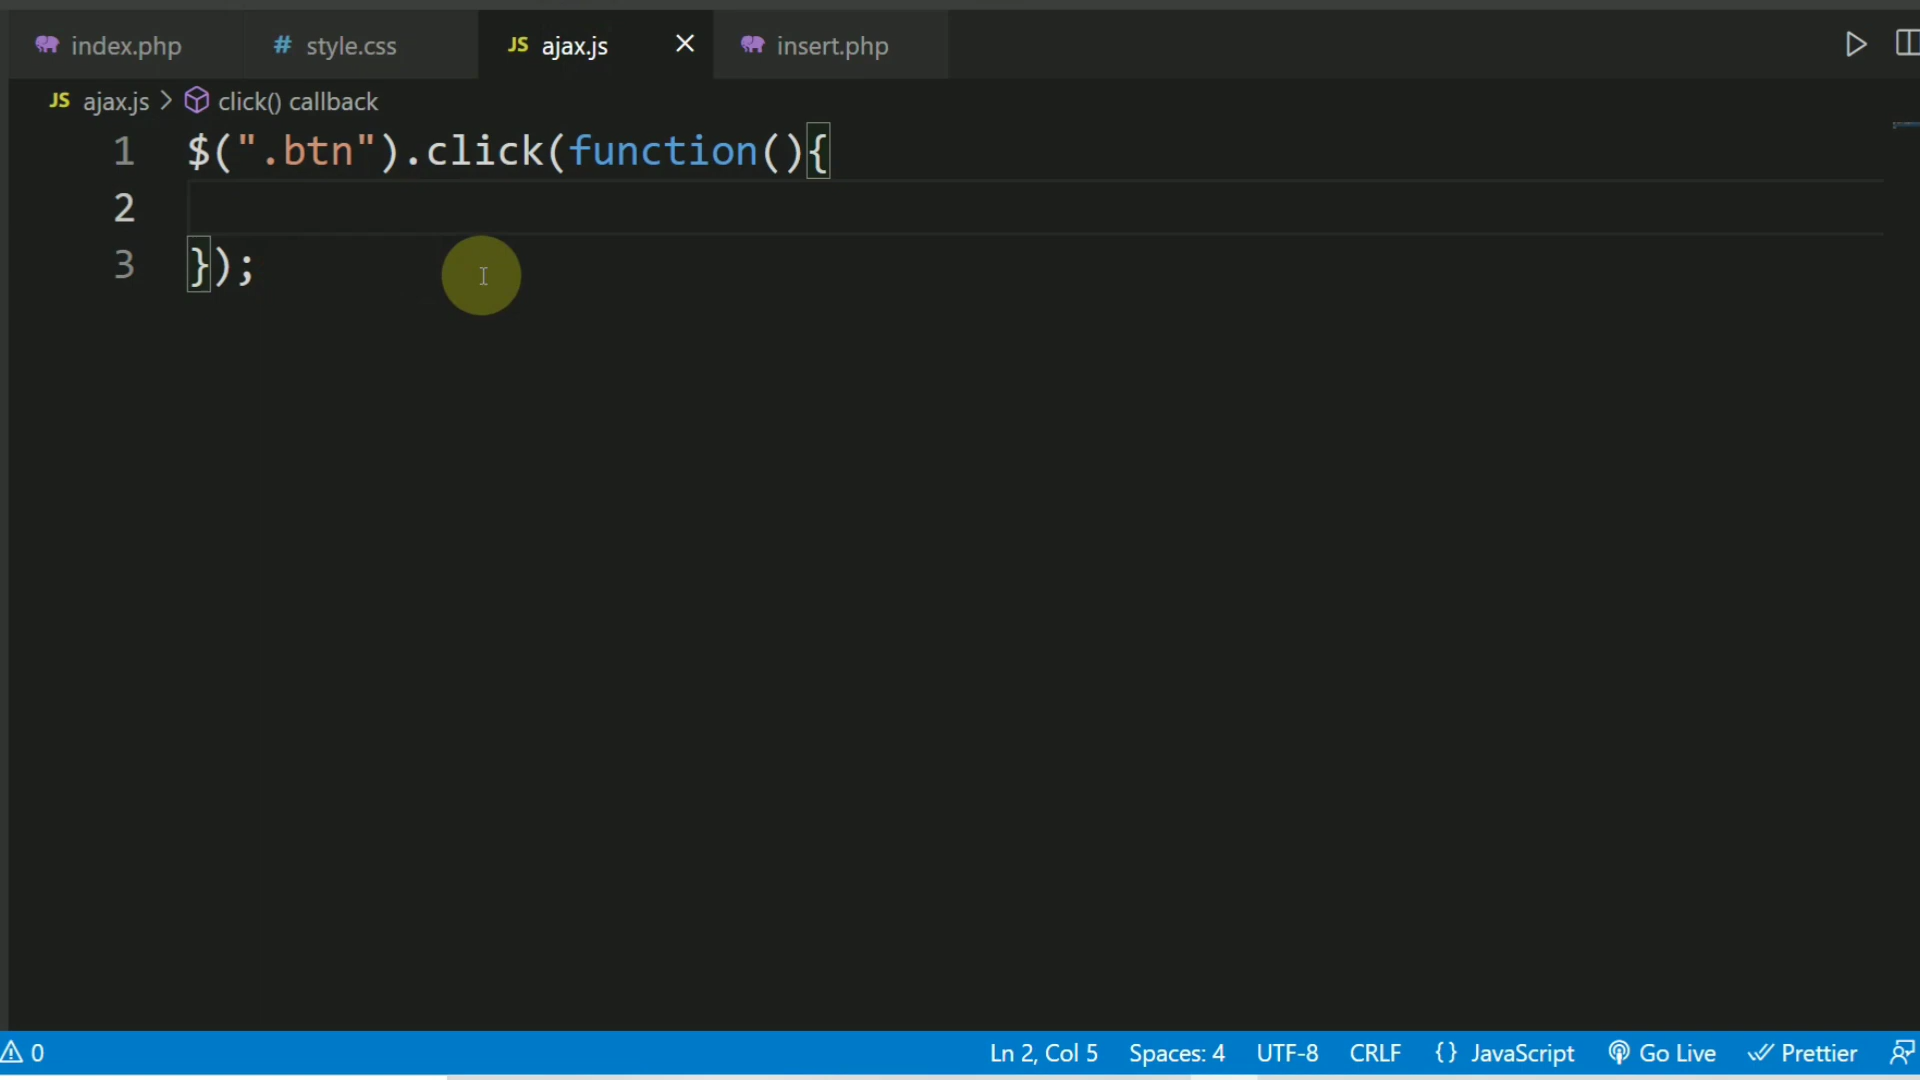 index.php # style.css JS ajax.js insert.php
JS ajax.js > click() callback
1 $(".btn").click(function(){
2
3 });
0 Ln 2, Col 5 Spaces: 4 UTF-8 CRLF {} JavaScript Go Live Prettier